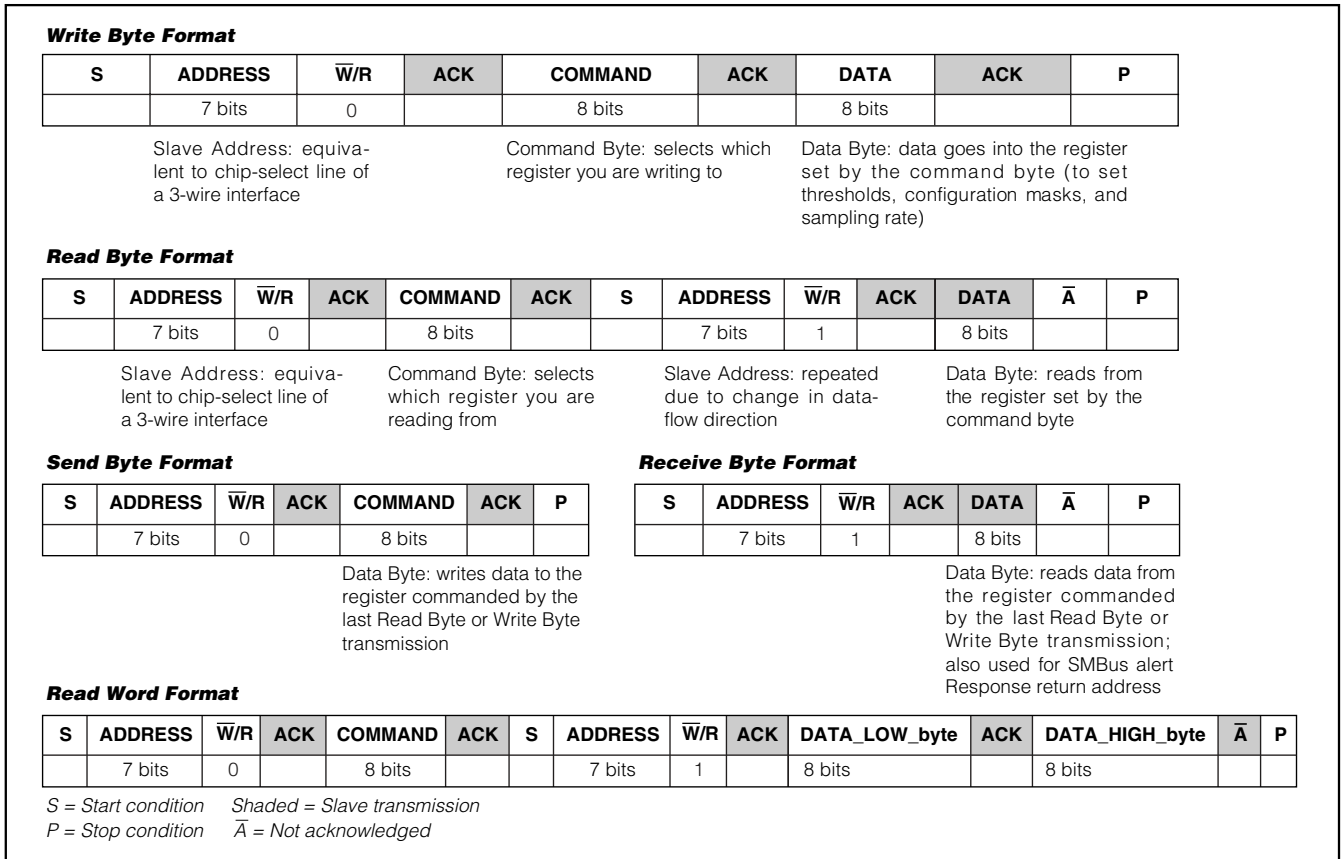 Write Byte Format
S ADDRESS W̅/R ACK COMMAND ACK DATA ACK P
7 bits 0 8 bits 8 bits
Slave Address: equiva-
lent to chip-select line of
a 3-wire interface
Command Byte: selects which
register you are writing to
Data Byte: data goes into the register
set by the command byte (to set
thresholds, configuration masks, and
sampling rate)
Read Byte Format
S ADDRESS W̅/R ACK COMMAND ACK S ADDRESS W̅/R ACK DATA A̅ P
7 bits 0 8 bits 7 bits 1 8 bits
Slave Address: equiva-
lent to chip-select line of
a 3-wire interface
Command Byte: selects
which register you are
reading from
Slave Address: repeated
due to change in data-
flow direction
Data Byte: reads from
the register set by the
command byte
Send Byte Format
S ADDRESS W̅/R ACK COMMAND ACK P
7 bits 0 8 bits
Data Byte: writes data to the
register commanded by the
last Read Byte or Write Byte
transmission
Receive Byte Format
S ADDRESS W̅/R ACK DATA A̅ P
7 bits 1 8 bits
Data Byte: reads data from
the register commanded
by the last Read Byte or
Write Byte transmission;
also used for SMBus alert
Response return address
Read Word Format
S ADDRESS W̅/R ACK COMMAND ACK S ADDRESS W̅/R ACK DATA_LOW_byte ACK DATA_HIGH_byte A̅ P
7 bits 0 8 bits 7 bits 1 8 bits 8 bits
S = Start condition Shaded = Slave transmission
P = Stop condition A̅ = Not acknowledged